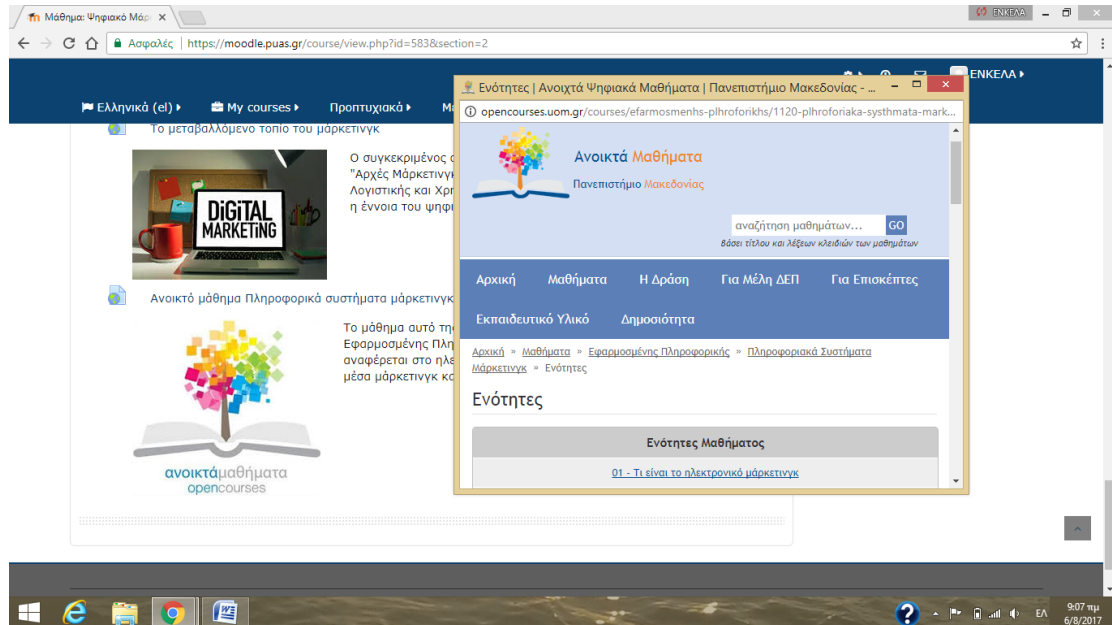 Μάθημα: Ψηφιακό Μάρ
ΕΝΚΕΛΑ
Ασφαλές | https://moodle.puas.gr/course/view.php?id=583&section=2
ΕΝΚΕΛΑ
Ελληνικά (el)
My courses
Προπτυχιακά
Το μεταβαλλόμενο τοπίο του μάρκετινγκ
Ο συγκεκριμένος
"Αρχές Μάρκετινγκ
Λογιστικής και Χρη
η έννοια του ψηφι
DiGiTAL
MARKETiNG
Ανοικτό μάθημα Πληροφορικά συστήματα μάρκετινγκ
Το μάθημα αυτό της
Εφαρμοσμένης Πλη
αναφέρεται στο ηλε
μέσα μάρκετινγκ κα
ανοικτάμαθήματα
opencourses
Ενότητες | Ανοιχτά Ψηφιακά Μαθήματα | Πανεπιστήμιο Μακεδονίας - ...
opencourses.uom.gr/courses/efarmosmenhs-plhroforikhs/1120-plhroforiaka-systhmata-mark...
Ανοικτά Μαθήματα
Πανεπιστήμιο Μακεδονίας
αναζήτηση μαθημάτων...
GO
βάσει τίτλου και λέξεων κλειδιών των μαθημάτων
Αρχική Μαθήματα Η Δράση Για Μέλη ΔΕΠ Για Επισκέπτες
Εκπαιδευτικό Υλικό Δημοσιότητα
Αρχική » Μαθήματα » Εφαρμοσμένης Πληροφορικής » Πληροφοριακά Συστήματα
Μάρκετινγκ » Ενότητες
Ενότητες
Ενότητες Μαθήματος
01 - Τι είναι το ηλεκτρονικό μάρκετινγκ
ΕΛ
9:07 πμ
6/8/2017